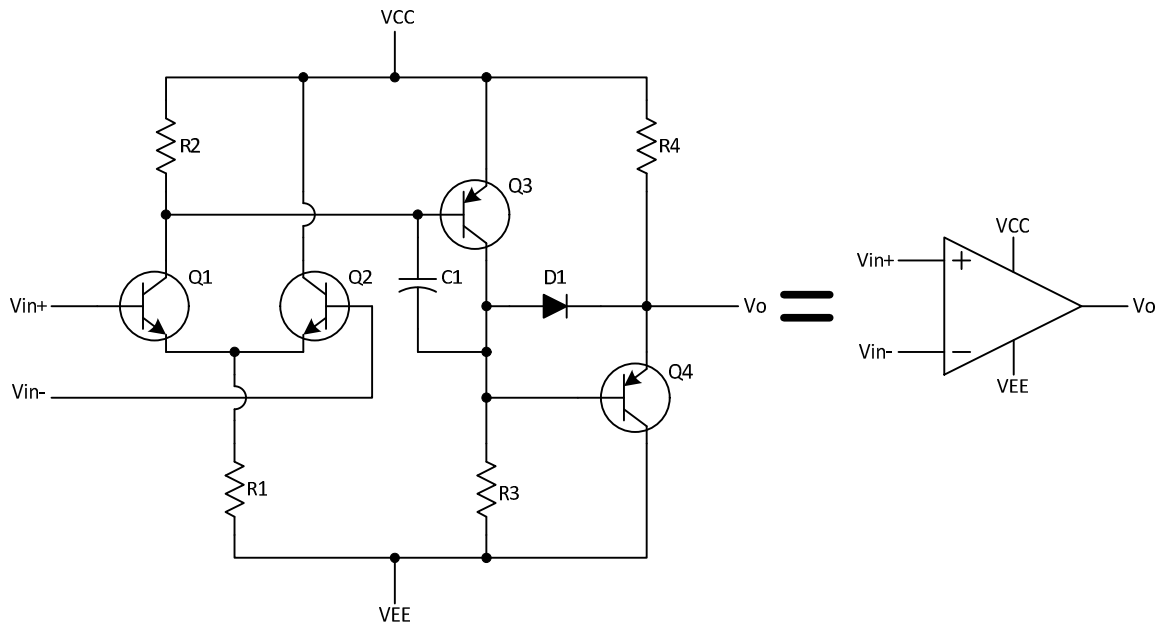 VCC
R2
R4
Q3
VCC
Q1
Q2
C1
D1
Vin+
Vin+
Vo
Vo
Vin-
VEE
Q4
Vin-
R1
R3
VEE
+
−